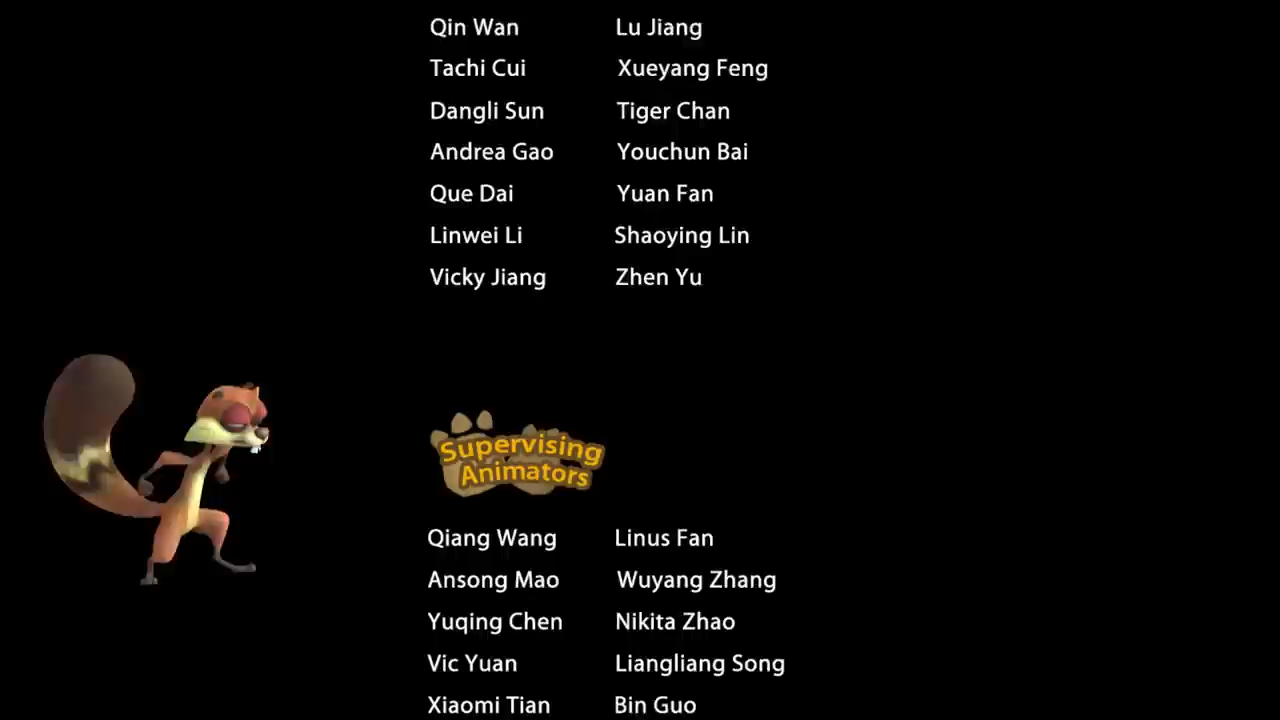 Qin Wan Lu Jiang
Tachi Cui Xueyang Feng
Dangli Sun Tiger Chan
Andrea Gao Youchun Bai
Que Dai Yuan Fan
Linwei Li Shaoying Lin
Vicky Jiang Zhen Yu
Supervising
Animators
Qiang Wang Linus Fan
Ansong Mao Wuyang Zhang
Yuqing Chen Nikita Zhao
Vic Yuan Liangliang Song
Xiaomi Tian Bin Guo